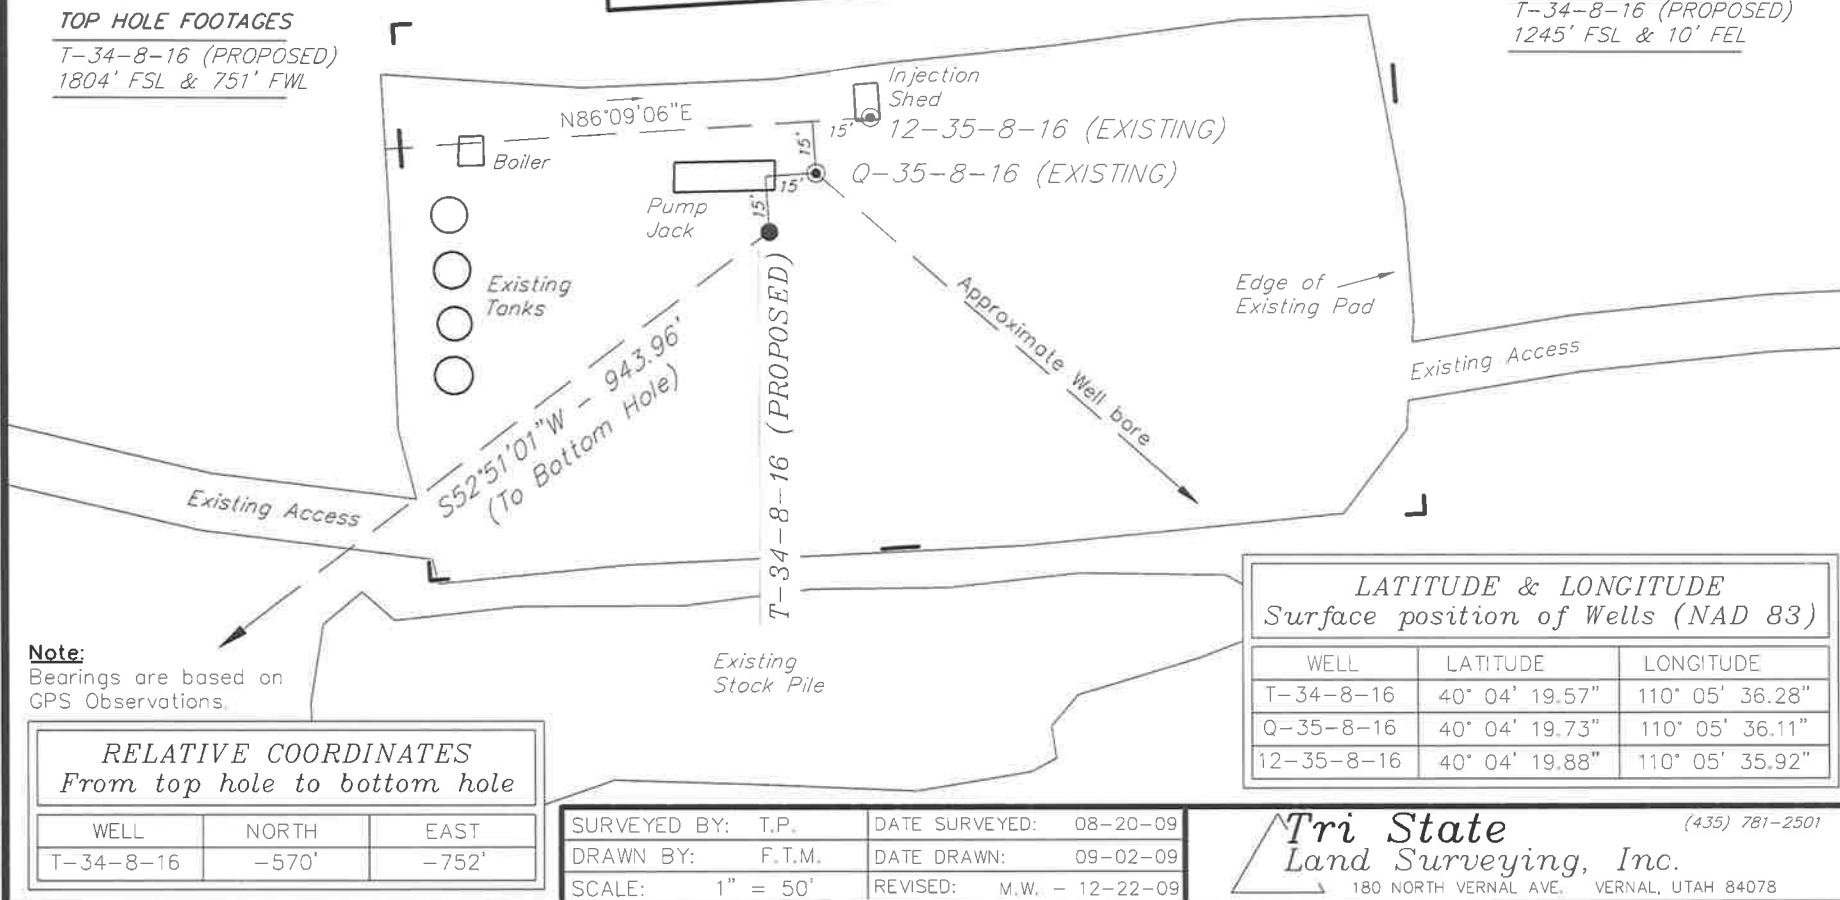 TOP HOLE FOOTAGES
T-34-8-16 (PROPOSED)
1804' FSL & 751' FWL
T-34-8-16 (PROPOSED)
1245' FSL & 10' FEL
N86°09'06"E
Injection
Shed
15'
12-35-8-16 (EXISTING)
15'
Boiler
Q-35-8-16 (EXISTING)
15'
15'
Pump
Jack
Existing
Tanks
S52°51'01"W - 943.96'
(To Bottom Hole)
T-34-8-16 (PROPOSED)
Approximate Well bore
Edge of
Existing Pad
Existing Access
Existing Access
Existing
Stock Pile
Note:
Bearings are based on
GPS Observations.
RELATIVE COORDINATES
From top hole to bottom hole
WELL NORTH EAST
T-34-8-16 -570' -752'
LATITUDE & LONGITUDE
Surface position of Wells (NAD 83)
WELL LATITUDE LONGITUDE
T-34-8-16 40° 04' 19.57" 110° 05' 36.28"
Q-35-8-16 40° 04' 19.73" 110° 05' 36.11"
12-35-8-16 40° 04' 19.88" 110° 05' 35.92"
SURVEYED BY: T.P. DATE SURVEYED: 08-20-09
DRAWN BY: F.T.M. DATE DRAWN: 09-02-09
SCALE: 1" = 50' REVISED: M.W. - 12-22-09
Tri State (435) 781-2501
Land Surveying, Inc.
180 NORTH VERNAL AVE. VERNAL, UTAH 84078